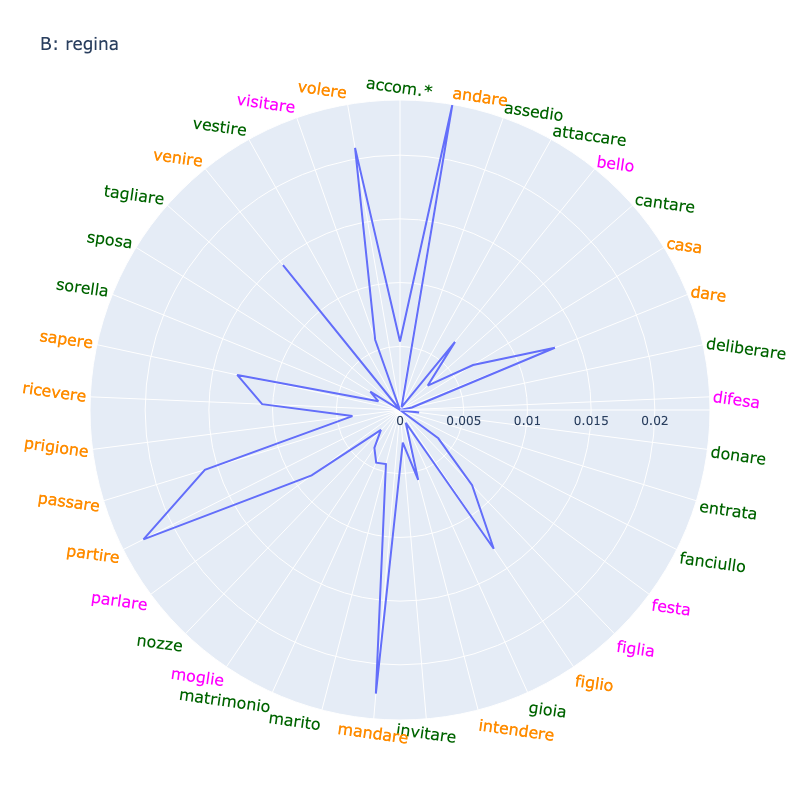 B: regina
accom.*
andare
assedio
attaccare
bello
cantare
casa
dare
deliberare
difesa
donare
entrata
fanciullo
festa
figlia
figlio
gioia
intendere
invitare
mandare
marito
matrimonio
moglie
nozze
parlare
partire
passare
prigione
ricevere
sapere
sorella
sposa
tagliare
venire
vestire
visitare
volere
0 0.005 0.01 0.015 0.02